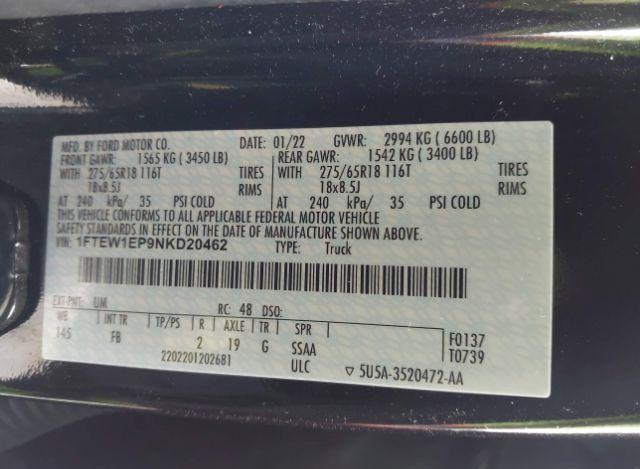 MFD. BY FORD MOTOR CO. DATE: 01/22 GVWR: 2994 KG ( 6600 LB)
FRONT GAWR: 1565 KG ( 3450 LB) REAR GAWR: 1542 KG ( 3400 LB)
WITH 275/65R18 116T TIRES WITH 275/65R18 116T TIRES
18x8.5J RIMS 18x8.5J RIMS
AT 240 kPa/ 35 PSI COLD AT 240 kPa/ 35 PSI COLD
THIS VEHICLE CONFORMS TO ALL APPLICABLE FEDERAL MOTOR VEHICLE
SAFETY STANDARDS IN EFFECT ON THE DATE OF MANUFACTURE SHOWN ABOVE.
VIN: 1FTEW1EP9NKD20462 TYPE: Truck
EXT PNT: UM RC: 48 DSO:
WB INT TR TP/PS R AXLE TR SPR F0137
145 FB 2 19 G SSAA T0739
2202201202681 ULC ▽ 5U5A-3520472-AA